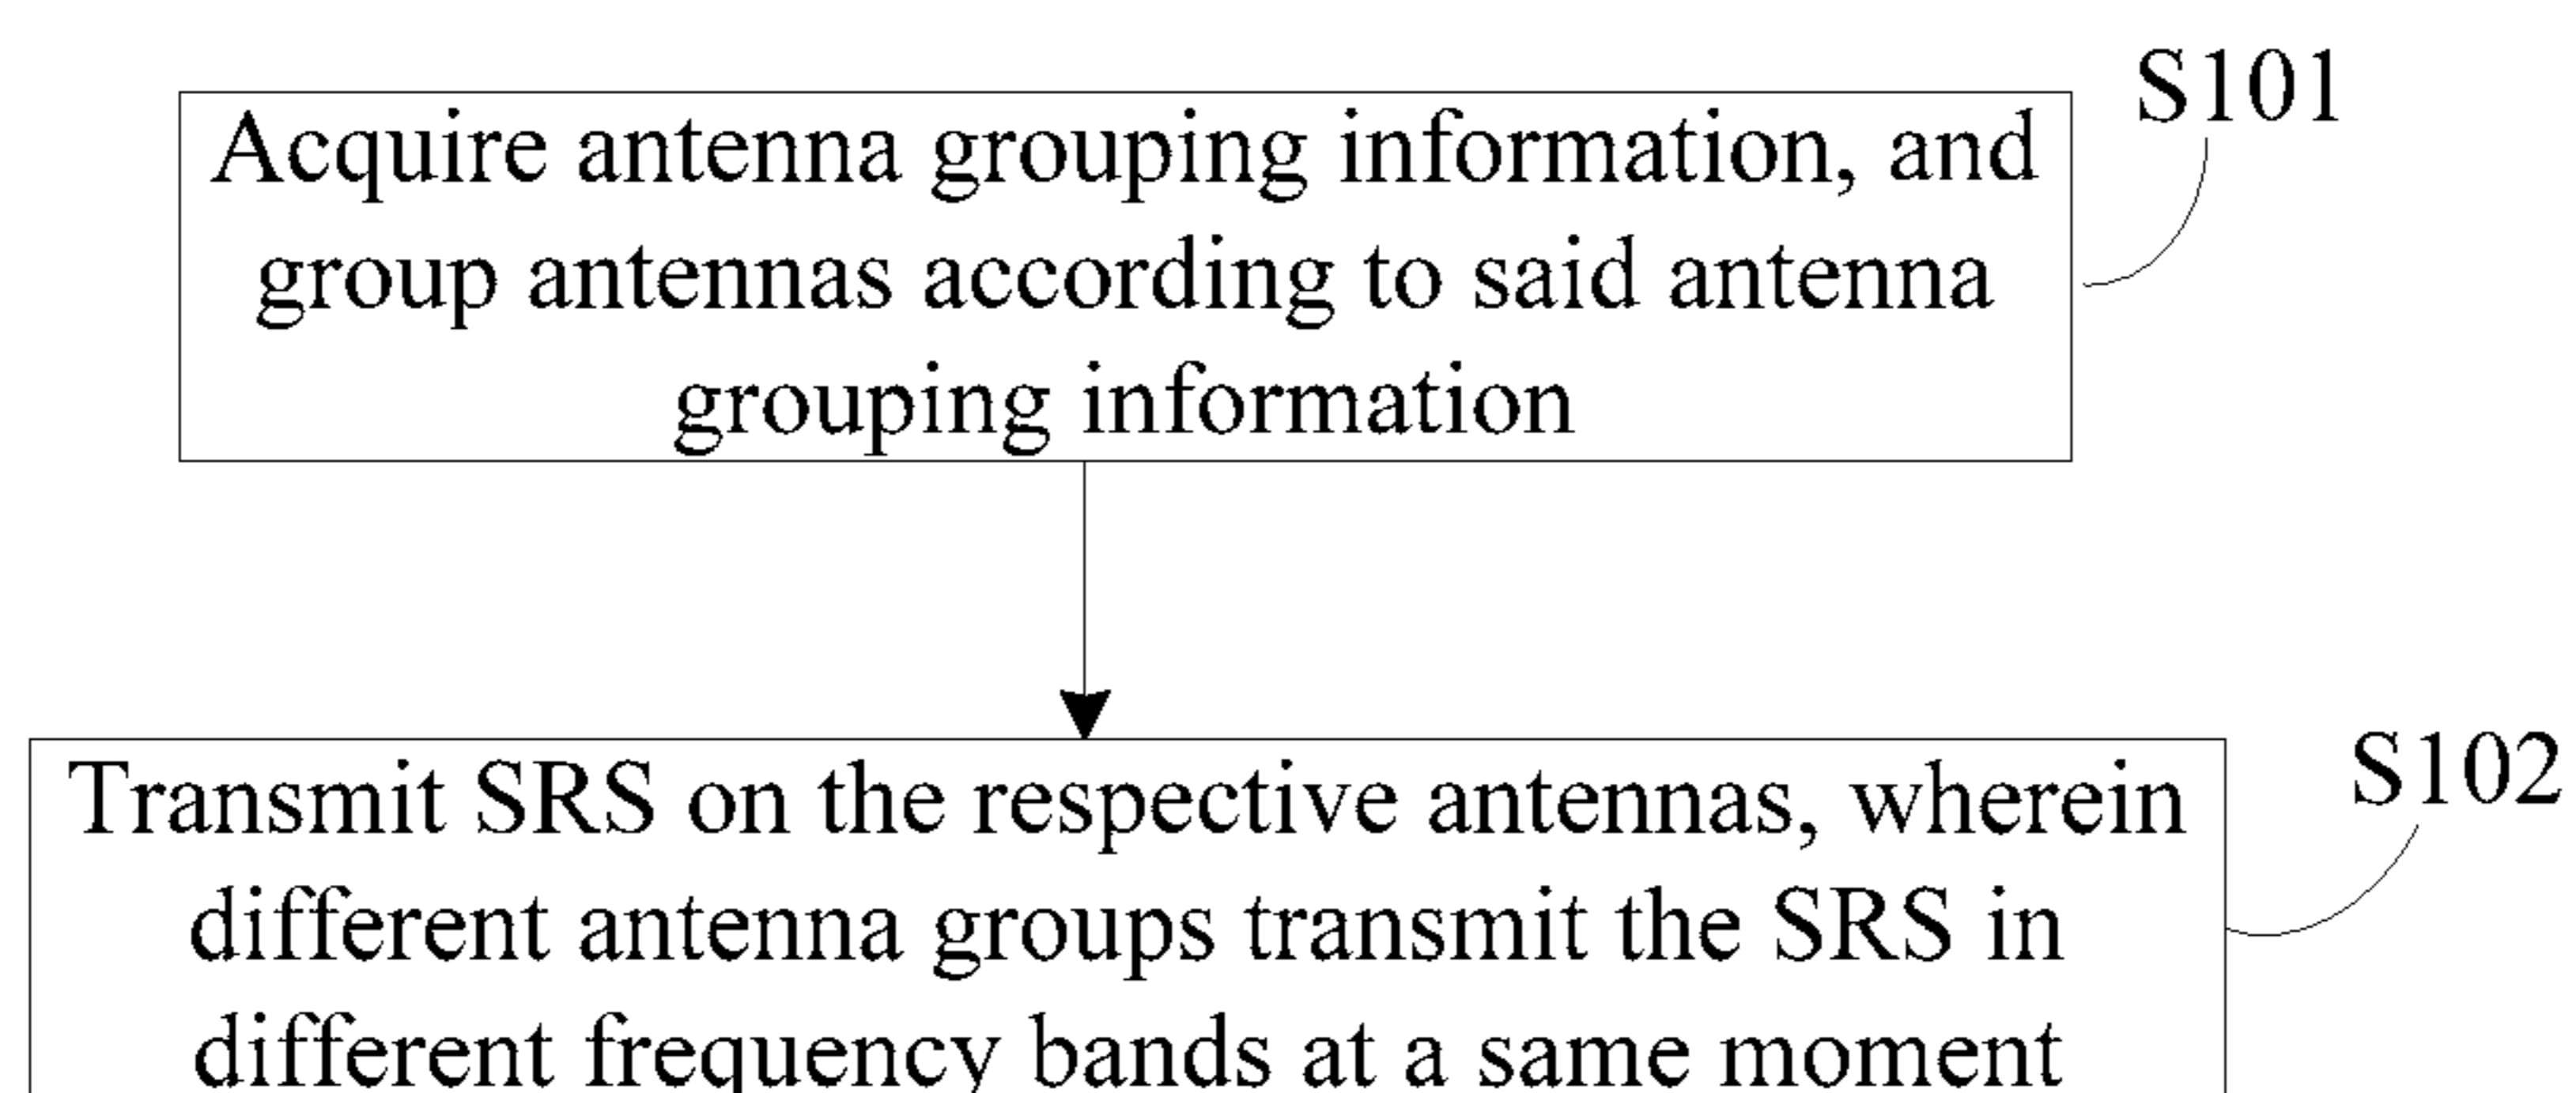 S101
Acquire antenna grouping information, and
group antennas according to said antenna
grouping information
S102
Transmit SRS on the respective antennas, wherein
different antenna groups transmit the SRS in
different frequency bands at a same moment